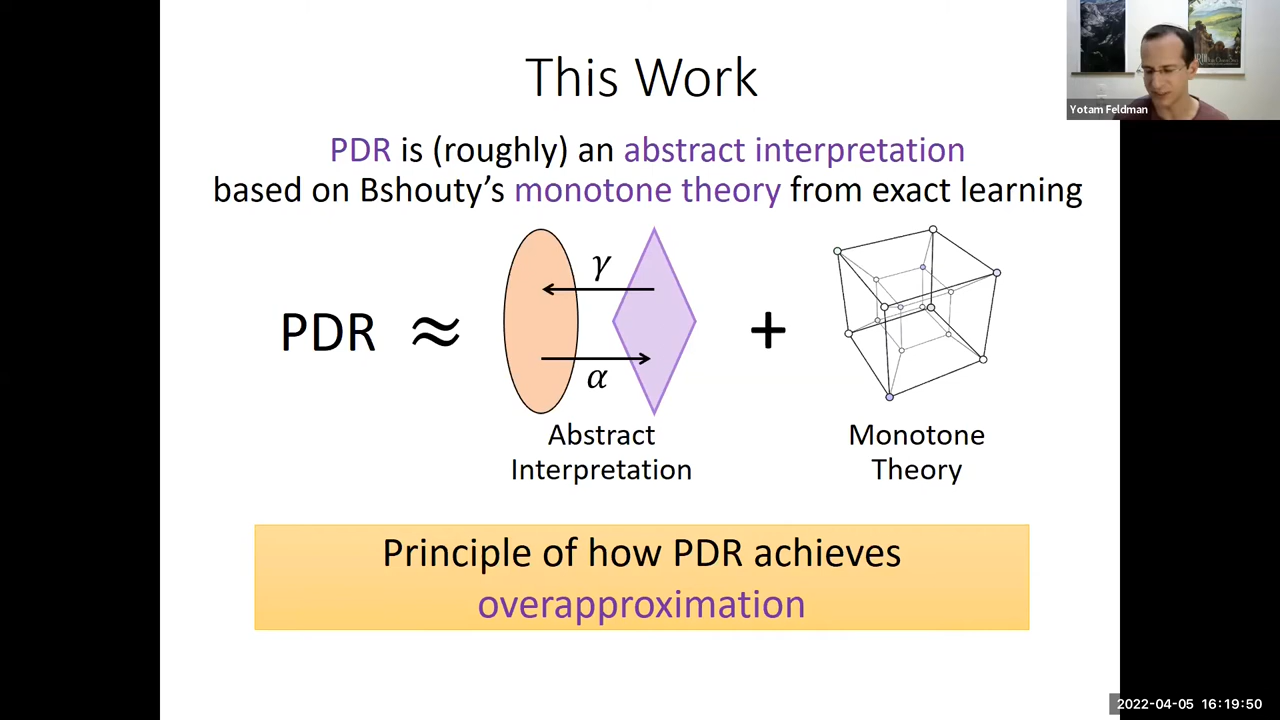 This Work
Yotam Feldman
PDR is (roughly) an abstract interpretation
based on Bshouty's monotone theory from exact learning
PDR ≈
γ
α
+
Abstract
Interpretation
Monotone
Theory
Principle of how PDR achieves
overapproximation
2022-04-05 16:19:50